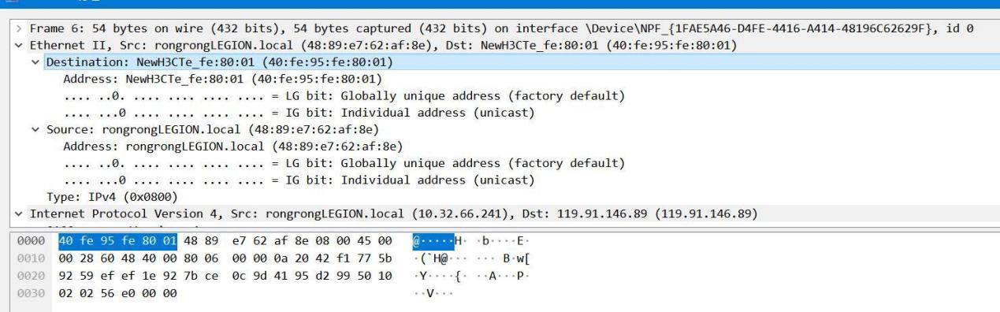 Frame 6: 54 bytes on wire (432 bits), 54 bytes captured (432 bits) on interface \Device\NPF_{1FAE5A46-D4FE-4416-A414-48196C62629F}, id 0
Ethernet II, Src: rongrongLEGION.local (48:89:e7:62:af:8e), Dst: NewH3CTe_fe:80:01 (40:fe:95:fe:80:01)
Destination: NewH3CTe_fe:80:01 (40:fe:95:fe:80:01)
Address: NewH3CTe_fe:80:01 (40:fe:95:fe:80:01)
.... ..0. .... .... .... .... = LG bit: Globally unique address (factory default)
.... ...0 .... .... .... .... = IG bit: Individual address (unicast)
Source: rongrongLEGION.local (48:89:e7:62:af:8e)
Address: rongrongLEGION.local (48:89:e7:62:af:8e)
.... ..0. .... .... .... .... = LG bit: Globally unique address (factory default)
.... ...0 .... .... .... .... = IG bit: Individual address (unicast)
Type: IPv4 (0x0800)
Internet Protocol Version 4, Src: rongrongLEGION.local (10.32.66.241), Dst: 119.91.146.89 (119.91.146.89)
0000 40 fe 95 fe 80 01 48 89 e7 62 af 8e 08 00 45 00 @·····H· ·b····E·
0010 00 28 60 48 40 00 80 06 00 00 0a 20 42 f1 77 5b ·(`H@··· ··· B·w[
0020 92 59 ef ef 1e 92 7b ce 0c 9d 41 95 d2 99 50 10 ·Y····{· ··A···P·
0030 02 02 56 e0 00 00 ··V···